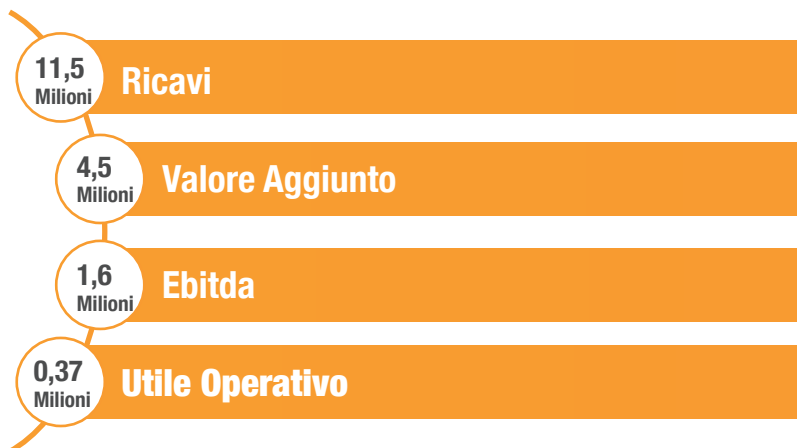 11,5
Milioni
Ricavi
4,5
Milioni
Valore Aggiunto
1,6
Milioni
Ebitda
0,37
Milioni
Utile Operativo